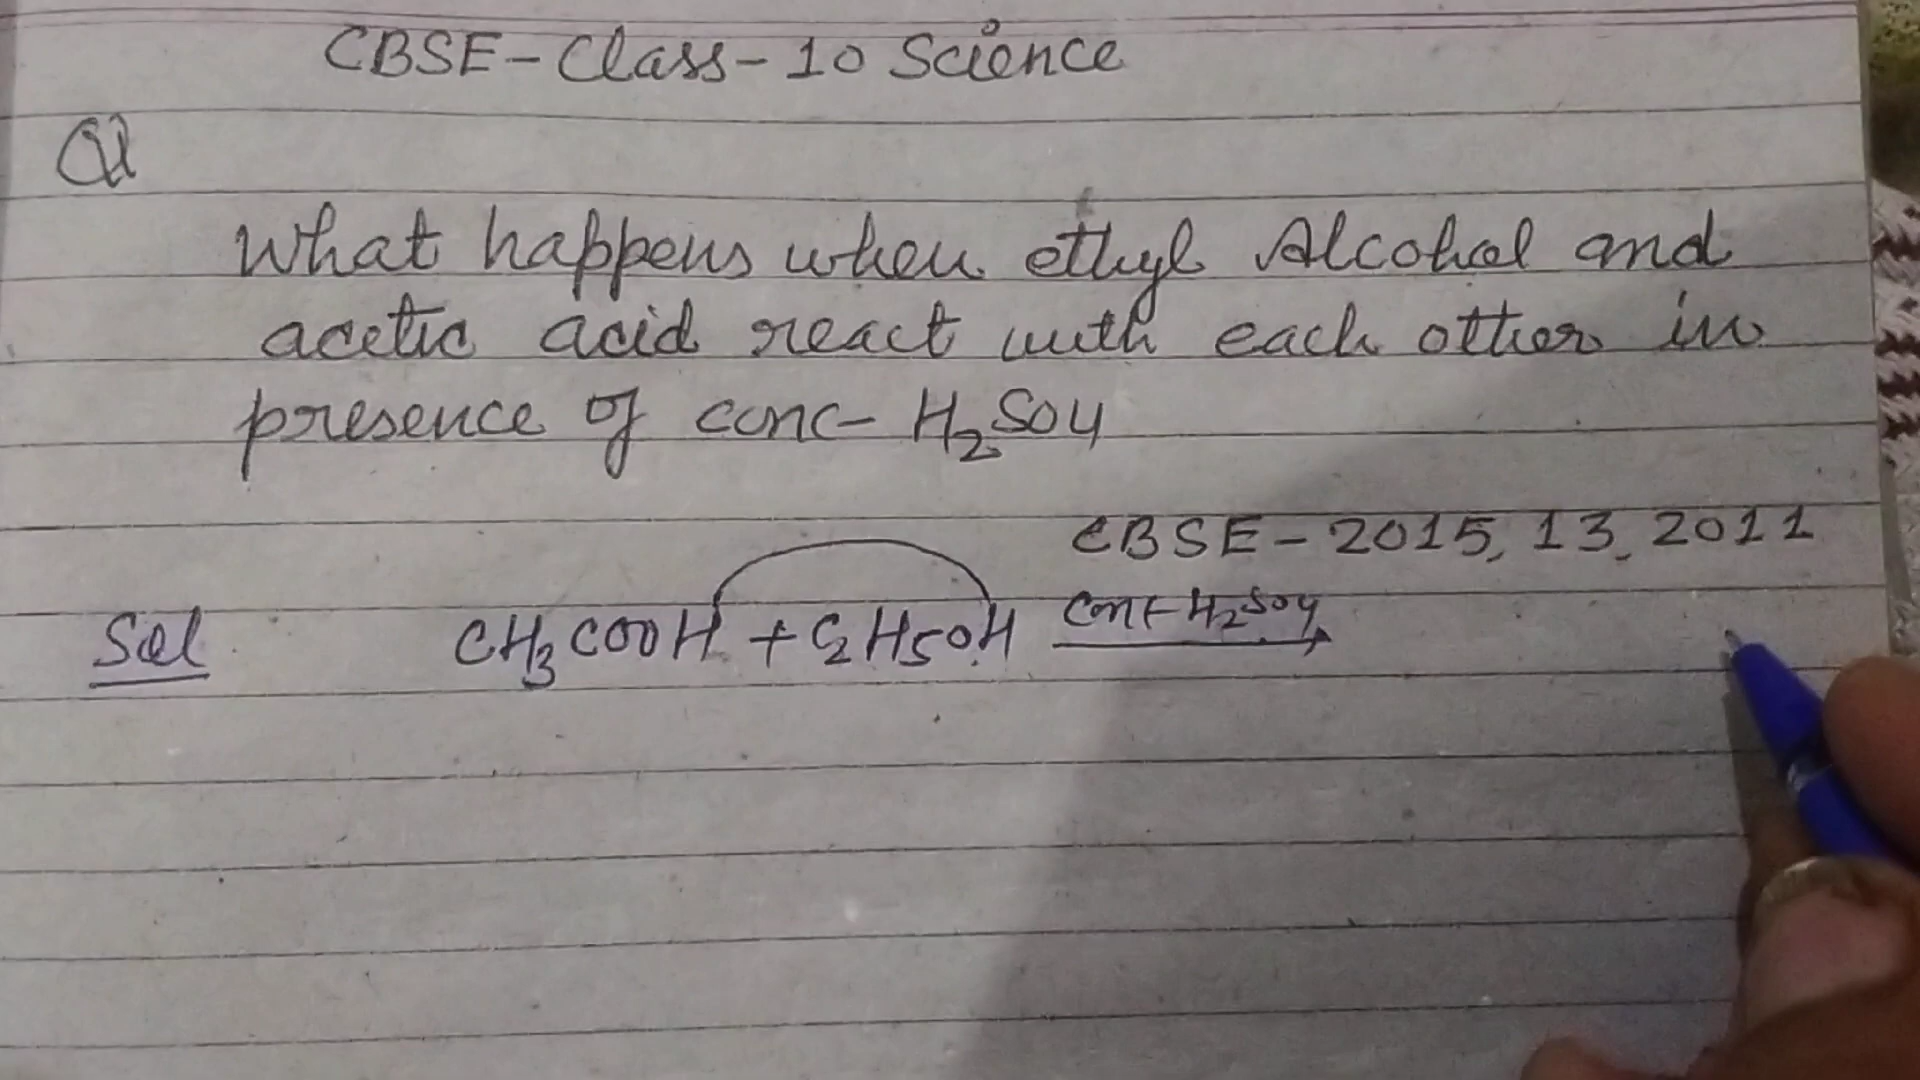 CBSE - Class - 10 Science
Q1
What happens when ethyl Alcohol and
acetic acid react with each other in
presence of conc- H₂SO4
CBSE - 2015, 13, 2011
Sol
CH3COOH + C2H5OH conc H₂SO4 →